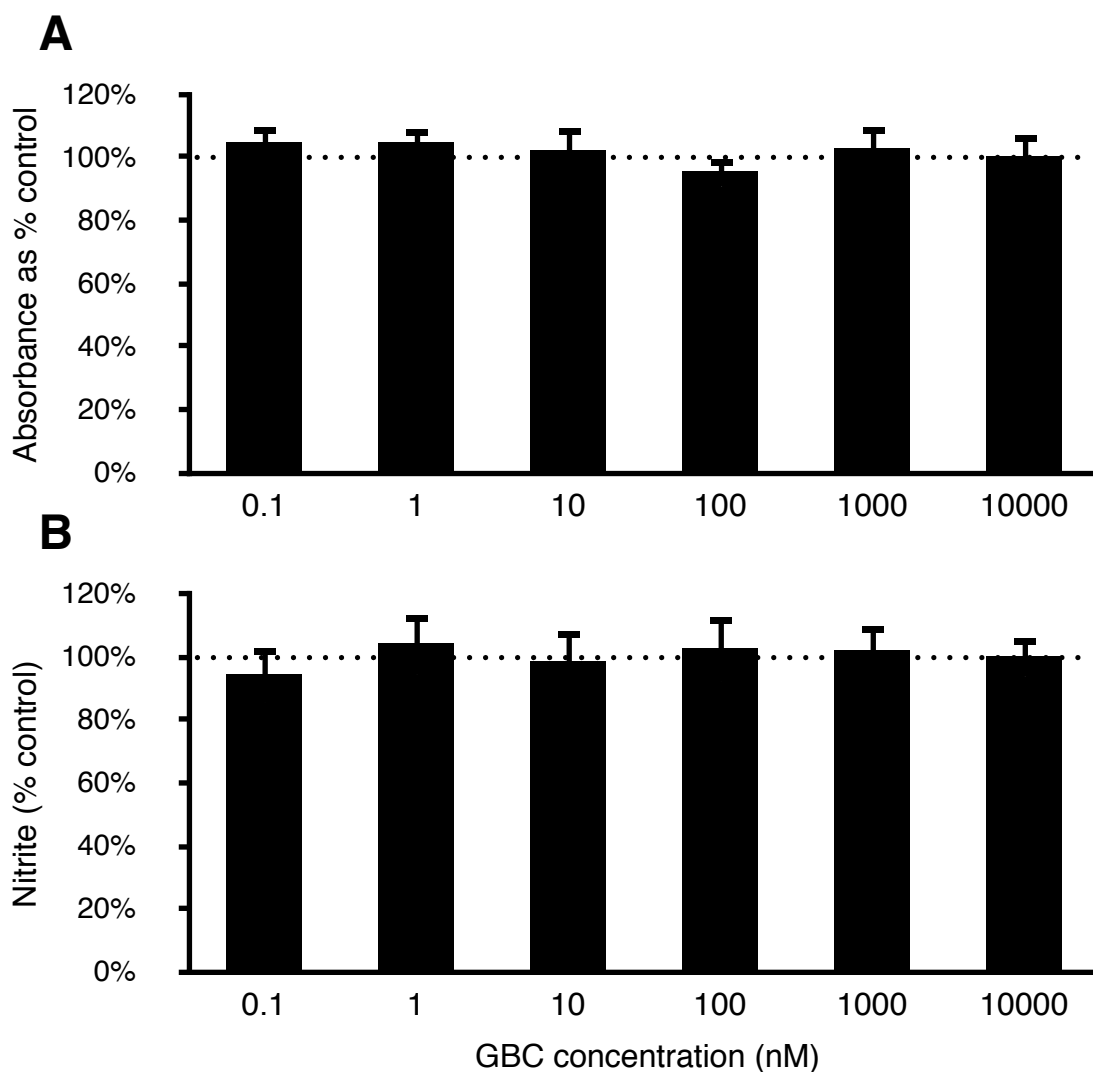 A
Absorbance as % control
120%
100%
80%
60%
40%
20%
0%
0.1 1 10 100 1000 10000
B
Nitrite (% control)
120%
100%
80%
60%
40%
20%
0%
0.1 1 10 100 1000 10000
GBC concentration (nM)